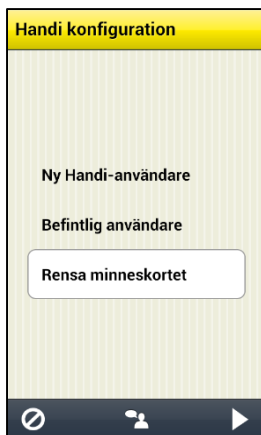 Handi konfiguration
Ny Handi-användare
Befintlig användare
Rensa minneskortet